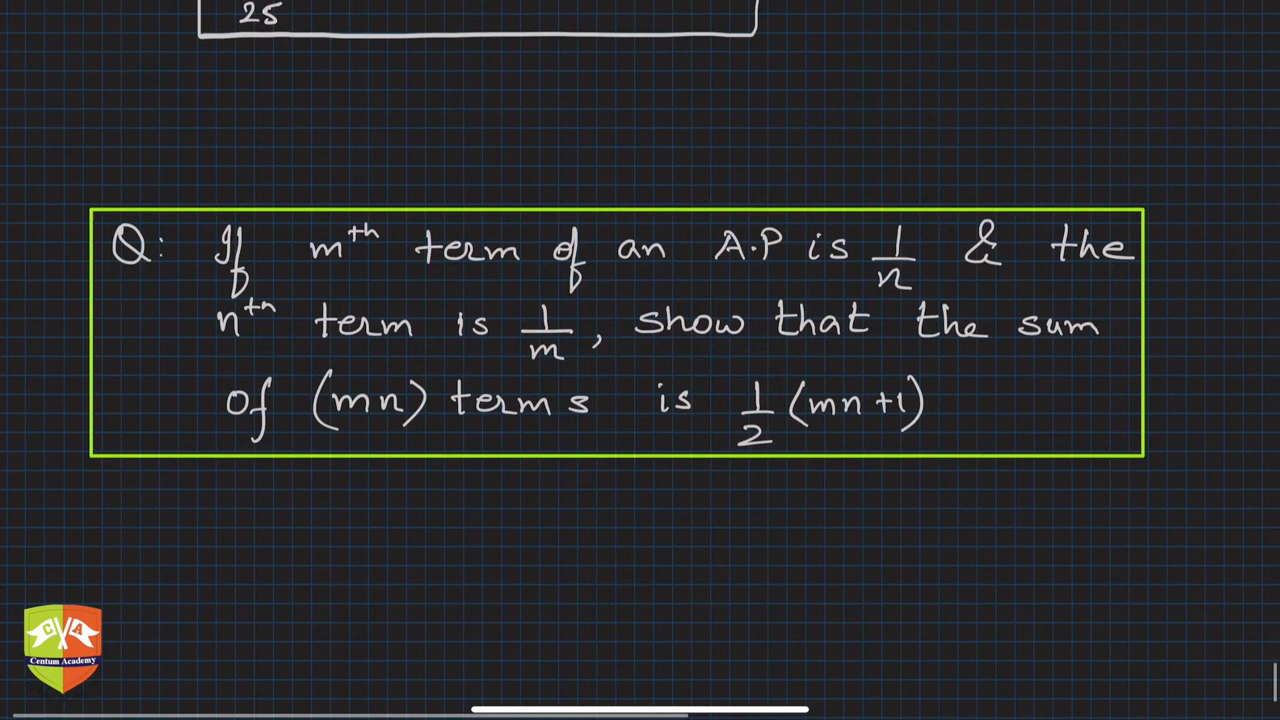 25
Q: If mth term of an A.P is 1/n & the
nth term is 1/m, show that the sum
of (mn) terms is 1/2 (mn+1)
C A
Centum Academy